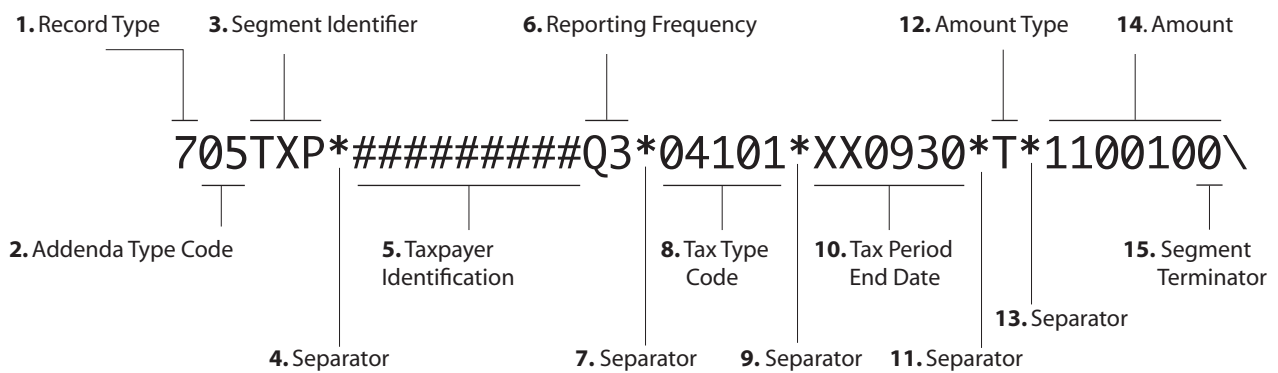 1. Record Type 3. Segment Identifier 6. Reporting Frequency 12. Amount Type 14. Amount
705TXP*#########Q3*04101*XX0930*T*1100100\
2. Addenda Type Code 5. Taxpayer Identification 8. Tax Type Code 10. Tax Period End Date 15. Segment Terminator
13. Separator
4. Separator 7. Separator 9. Separator 11. Separator